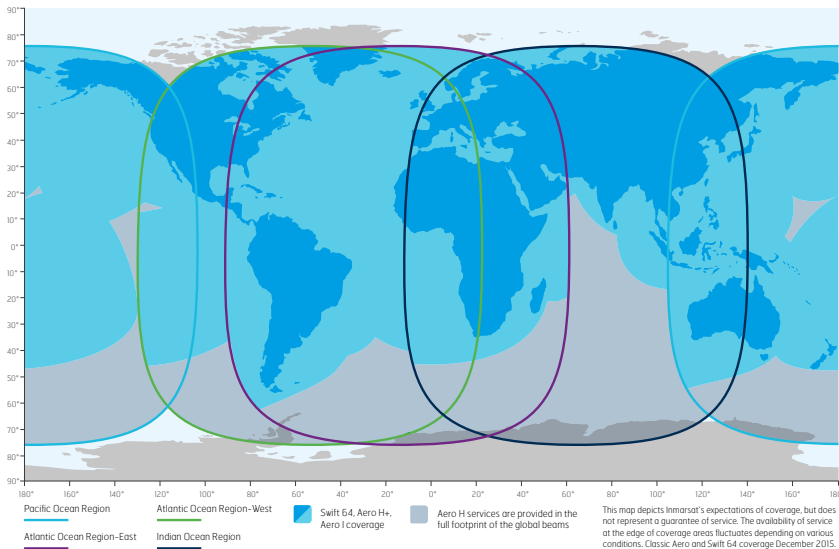 90°
80°
70°
60°
50°
40°
30°
20°
10°
0°
10°
20°
30°
40°
50°
60°
70°
80°
90°
180° 160° 140° 120° 100° 80° 60° 40° 20° 0° 20° 40° 60° 80° 100° 120° 140° 160° 180°
Pacific Ocean Region
Atlantic Ocean Region-East
Atlantic Ocean Region-West
Indian Ocean Region
Swift 64, Aero H+,
Aero I coverage
Aero H services are provided in the
full footprint of the global beams
This map depicts Inmarsat's expectations of coverage, but does
not represent a guarantee of service. The availability of service
at the edge of coverage areas fluctuates depending on various
conditions. Classic Aero and Swift 64 coverage December 2015.